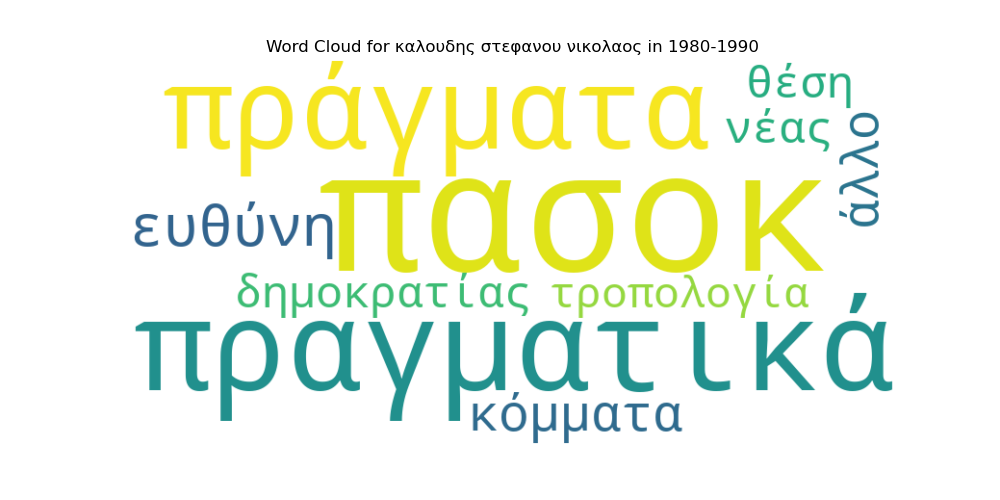 Word Cloud for καλουδης στεφανου νικολαος in 1980-1990
πράγματα
θέση
νέας
άλλο
πασοκ
ευθύνη
δημοκρατίας
τροπολογία
πραγματικά
κόμματα